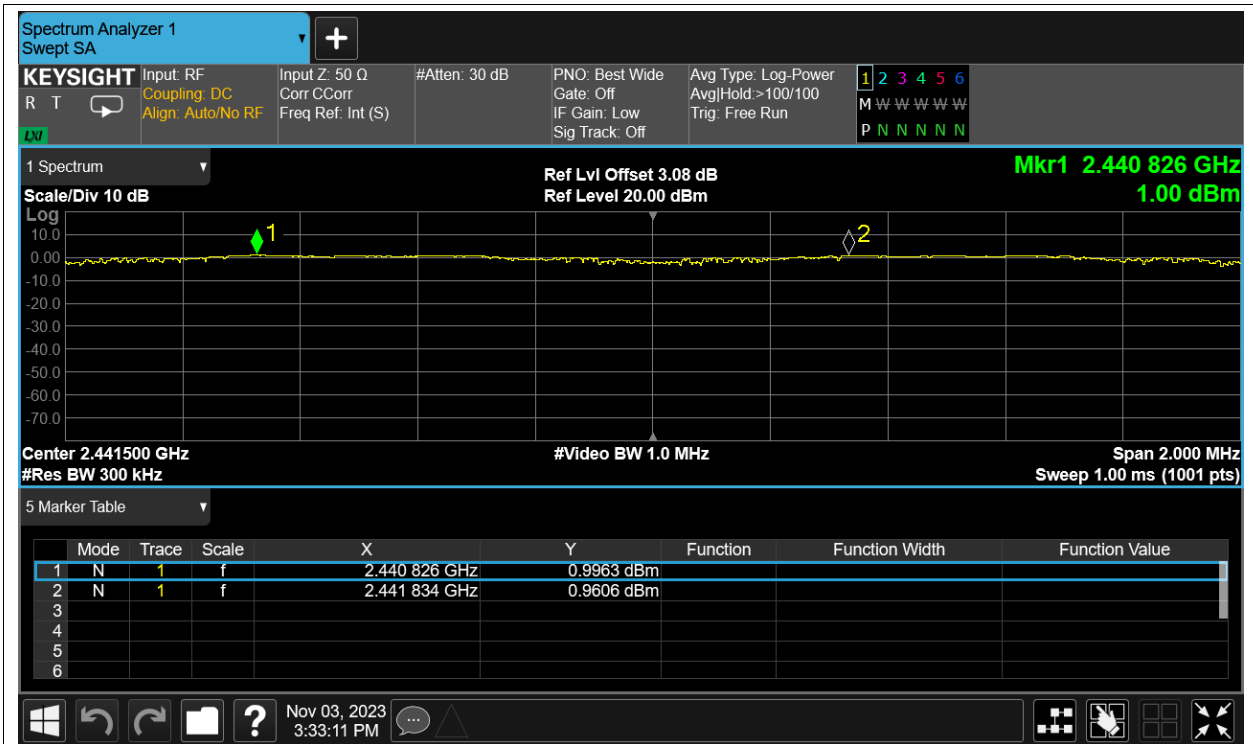 Spectrum Analyzer 1
Swept SA
KEYSIGHT
R T
LXI
Input: RF
Coupling: DC
Align: Auto/No RF
Input Z: 50 Ω
Corr CCorr
Freq Ref: Int (S)
#Atten: 30 dB
PNO: Best Wide
Gate: Off
IF Gain: Low
Sig Track: Off
Avg Type: Log-Power
Avg|Hold:>100/100
Trig: Free Run
1 2 3 4 5 6
M W W W W W
P N N N N N
1 Spectrum
Scale/Div 10 dB
Ref Lvl Offset 3.08 dB
Ref Level 20.00 dBm
Mkr1 2.440 826 GHz
1.00 dBm
Log
10.0
0.00
-10.0
-20.0
-30.0
-40.0
-50.0
-60.0
-70.0
1
2
Center 2.441500 GHz
#Res BW 300 kHz
#Video BW 1.0 MHz
Span 2.000 MHz
Sweep 1.00 ms (1001 pts)
5 Marker Table
Mode Trace Scale X Y Function Function Width Function Value
1 N 1 f 2.440 826 GHz 0.9963 dBm
2 N 1 f 2.441 834 GHz 0.9606 dBm
3
4
5
6
?
Nov 03, 2023
3:33:11 PM